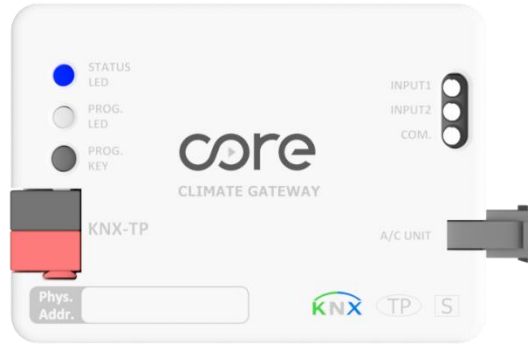 STATUS
LED
PROG.
LED
PROG.
KEY
INPUT1
INPUT2
COM.
core
CLIMATE GATEWAY
KNX-TP
A/C UNIT
Phys.
Addr.
KNX
TP
S